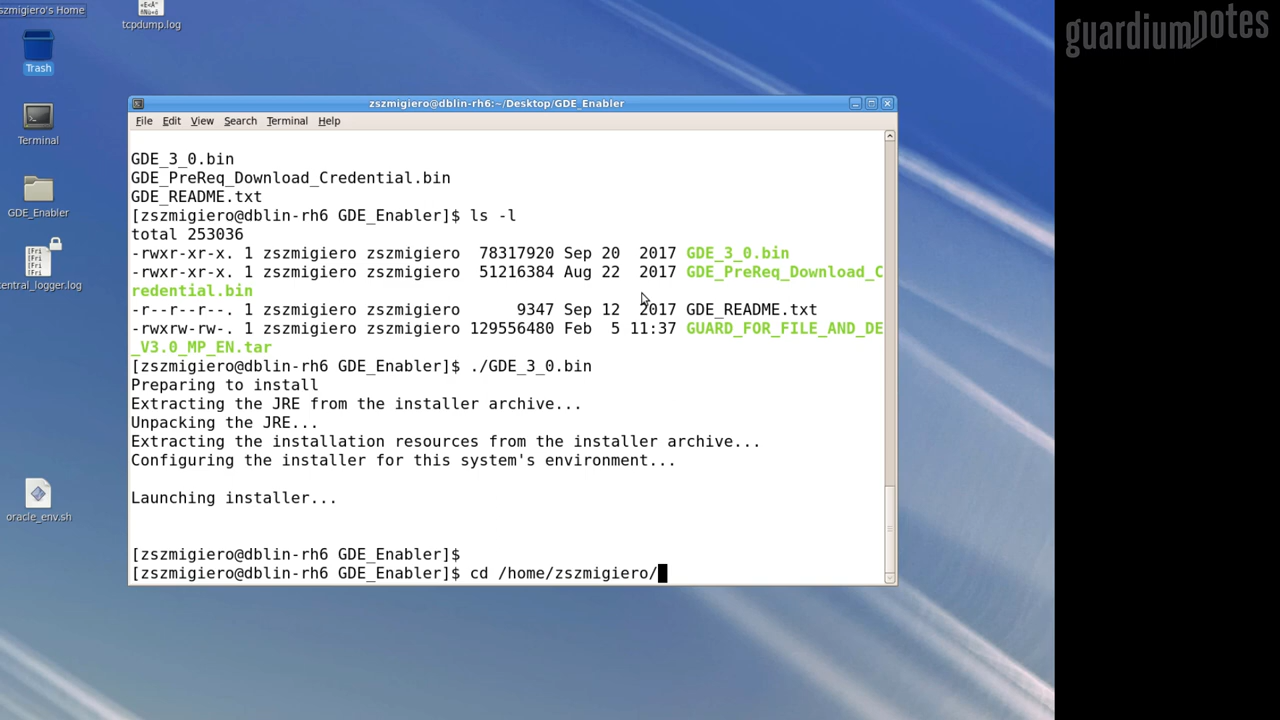 szmigiero's Home
tcpdump.log
guardiumnotes
Trash
Terminal
GDE_Enabler
entral_logger.log
oracle_env.sh
zszmigiero@dblin-rh6:~/Desktop/GDE_Enabler
File Edit View Search Terminal Help
GDE_3_0.bin
GDE_PreReq_Download_Credential.bin
GDE_README.txt
[zszmigiero@dblin-rh6 GDE_Enabler]$ ls -l
total 253036
-rwxr-xr-x. 1 zszmigiero zszmigiero  78317920 Sep 20  2017 GDE_3_0.bin
-rwxr-xr-x. 1 zszmigiero zszmigiero  51216384 Aug 22  2017 GDE_PreReq_Download_C
redential.bin
-r--r--r--. 1 zszmigiero zszmigiero      9347 Sep 12  2017 GDE_README.txt
-rwxrw-rw-. 1 zszmigiero zszmigiero 129556480 Feb  5 11:37 GUARD_FOR_FILE_AND_DE
_V3.0_MP_EN.tar
[zszmigiero@dblin-rh6 GDE_Enabler]$ ./GDE_3_0.bin
Preparing to install
Extracting the JRE from the installer archive...
Unpacking the JRE...
Extracting the installation resources from the installer archive...
Configuring the installer for this system's environment...
Launching installer...
[zszmigiero@dblin-rh6 GDE_Enabler]$
[zszmigiero@dblin-rh6 GDE_Enabler]$ cd /home/zszmigiero/